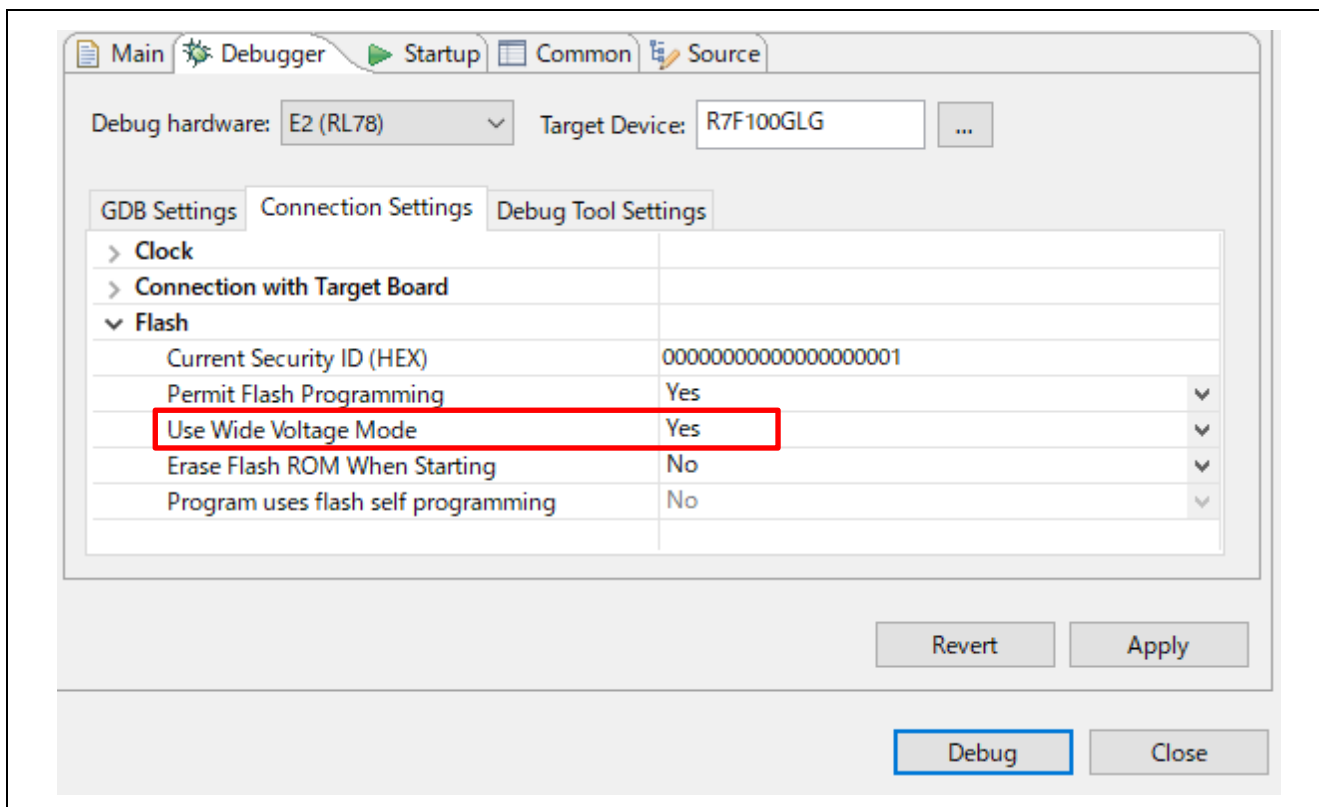 Main Debugger Startup Common Source
Debug hardware: E2 (RL78) Target Device: R7F100GLG ...
GDB Settings Connection Settings Debug Tool Settings
Clock
Connection with Target Board
Flash
Current Security ID (HEX) 00000000000000000001
Permit Flash Programming Yes
Use Wide Voltage Mode Yes
Erase Flash ROM When Starting No
Program uses flash self programming No
Revert Apply
Debug Close